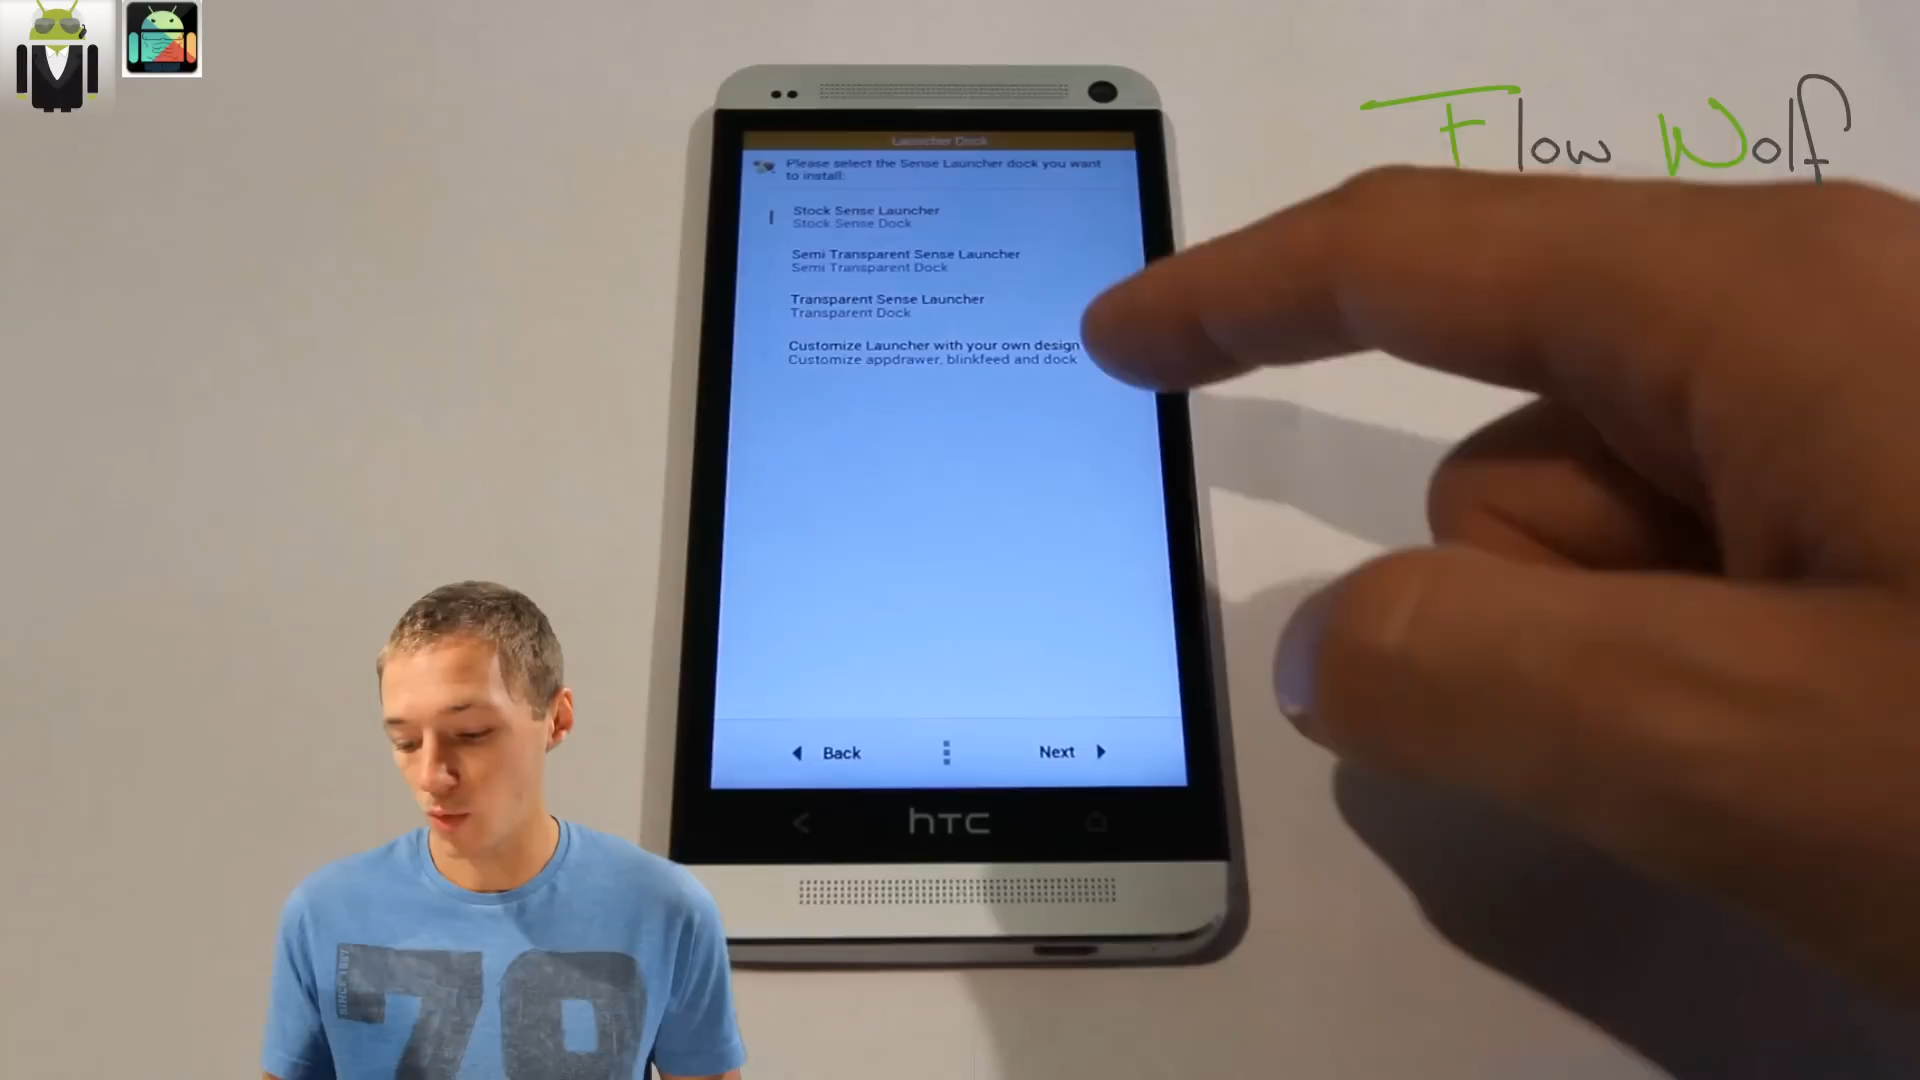 Flow Wolf
Launcher Dock
Please select the Sense Launcher dock you want
to install:
Stock Sense Launcher
Stock Sense Dock
Semi Transparent Sense Launcher
Semi Transparent Dock
Transparent Sense Launcher
Transparent Dock
Customize Launcher with your own design
Customize appdrawer, blinkfeed and dock
Back
Next
hTC
79